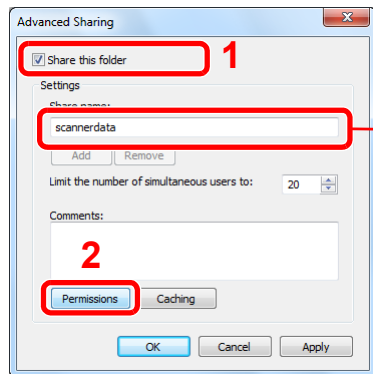 Advanced Sharing
Share this folder
1
Settings
Share name:
scannerdata
Add Remove
Limit the number of simultaneous users to: 20
Comments:
2
Permissions Caching
OK Cancel Apply